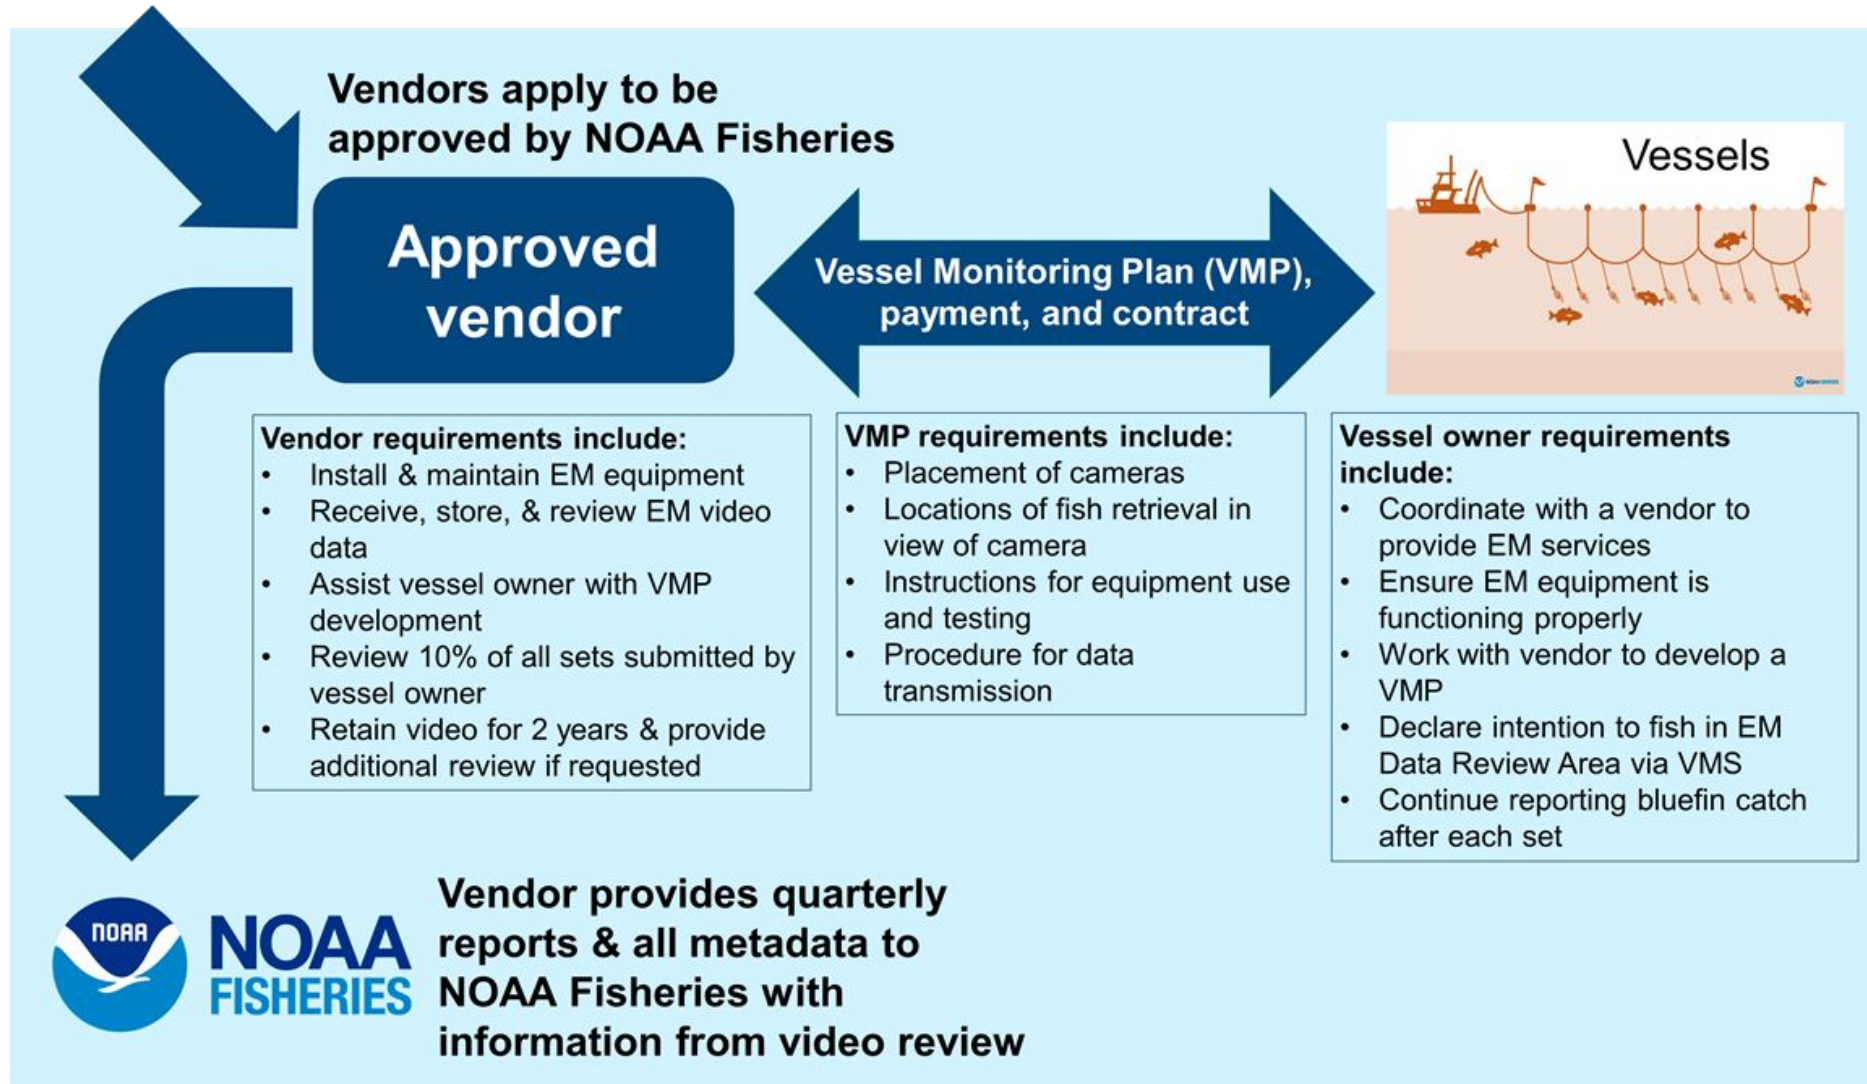 Vendors apply to be
approved by NOAA Fisheries
Approved
vendor
Vessel Monitoring Plan (VMP),
payment, and contract
Vessels
NOAA FISHERIES
Vendor requirements include:
• Install & maintain EM equipment
• Receive, store, & review EM video
data
• Assist vessel owner with VMP
development
• Review 10% of all sets submitted by
vessel owner
• Retain video for 2 years & provide
additional review if requested
VMP requirements include:
• Placement of cameras
• Locations of fish retrieval in
view of camera
• Instructions for equipment use
and testing
• Procedure for data
transmission
Vessel owner requirements
include:
• Coordinate with a vendor to
provide EM services
• Ensure EM equipment is
functioning properly
• Work with vendor to develop a
VMP
• Declare intention to fish in EM
Data Review Area via VMS
• Continue reporting bluefin catch
after each set
NOAA
NOAA
FISHERIES
Vendor provides quarterly
reports & all metadata to
NOAA Fisheries with
information from video review